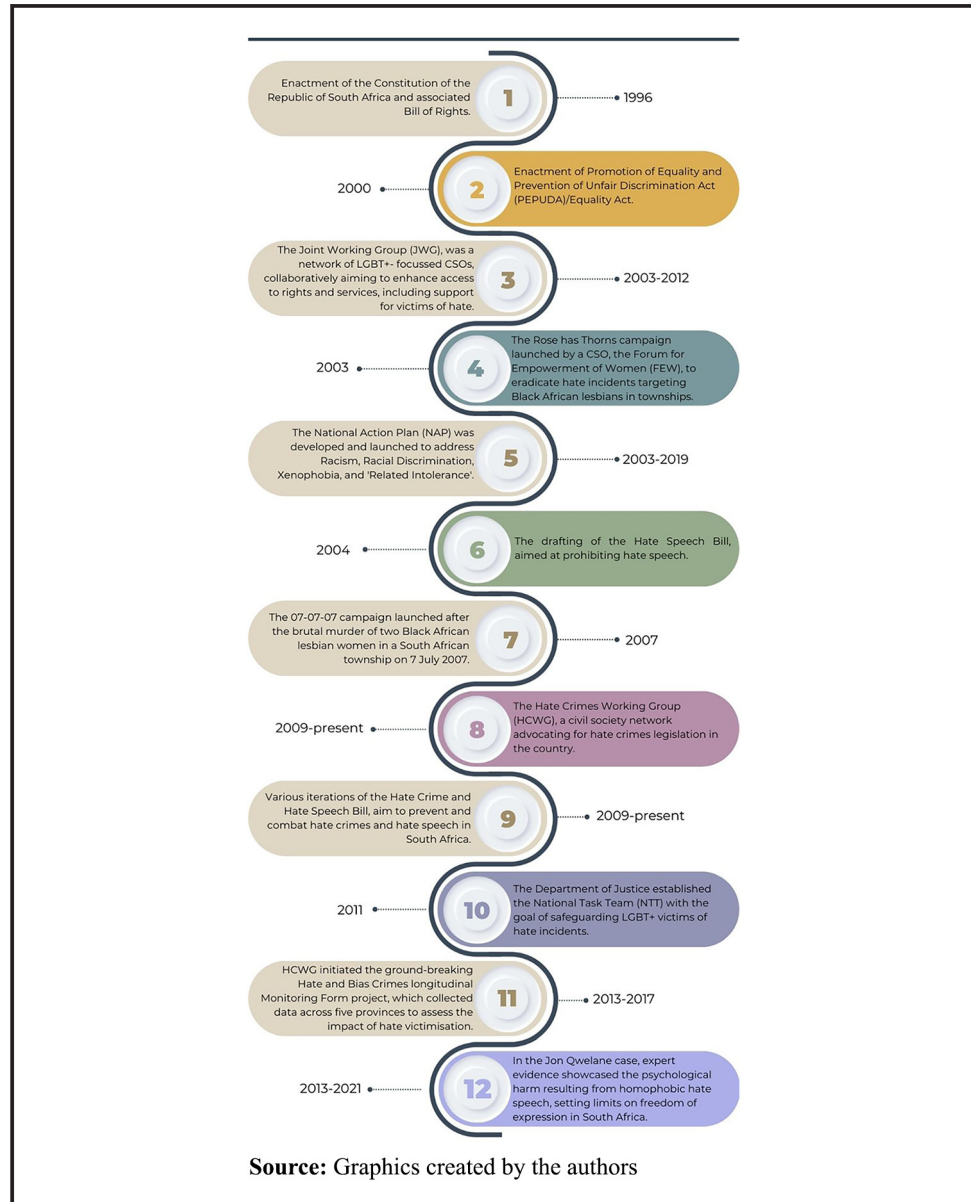 Enactment of the Constitution of the
Republic of South Africa and associated
Bill of Rights.
1
1996
2000
2
Enactment of Promotion of Equality and
Prevention of Unfair Discrimination Act
(PEPUDA)/Equality Act.
The Joint Working Group (JWG), was a
network of LGBT+- focussed CSOs,
collaboratively aiming to enhance access
to rights and services, including support
for victims of hate.
3
2003-2012
2003
4
The Rose has Thorns campaign
launched by a CSO, the Forum for
Empowerment of Women (FEW), to
eradicate hate incidents targeting
Black African lesbians in townships.
The National Action Plan (NAP) was
developed and launched to address
Racism, Racial Discrimination,
Xenophobia, and 'Related Intolerance'.
5
2003-2019
2004
6
The drafting of the Hate Speech Bill,
aimed at prohibiting hate speech.
The 07-07-07 campaign launched after
the brutal murder of two Black African
lesbian women in a South African
township on 7 July 2007.
7
2007
2009-present
8
The Hate Crimes Working Group
(HCWG), a civil society network
advocating for hate crimes legislation in
the country.
Various iterations of the Hate Crime and
Hate Speech Bill, aim to prevent and
combat hate crimes and hate speech in
South Africa.
9
2009-present
2011
10
The Department of Justice established
the National Task Team (NTT) with the
goal of safeguarding LGBT+ victims of
hate incidents.
HCWG initiated the ground-breaking
Hate and Bias Crimes longitudinal
Monitoring Form project, which collected
data across five provinces to assess the
impact of hate victimisation.
11
2013-2017
2013-2021
12
In the Jon Qwelane case, expert
evidence showcased the psychological
harm resulting from homophobic hate
speech, setting limits on freedom of
expression in South Africa.
Source: Graphics created by the authors